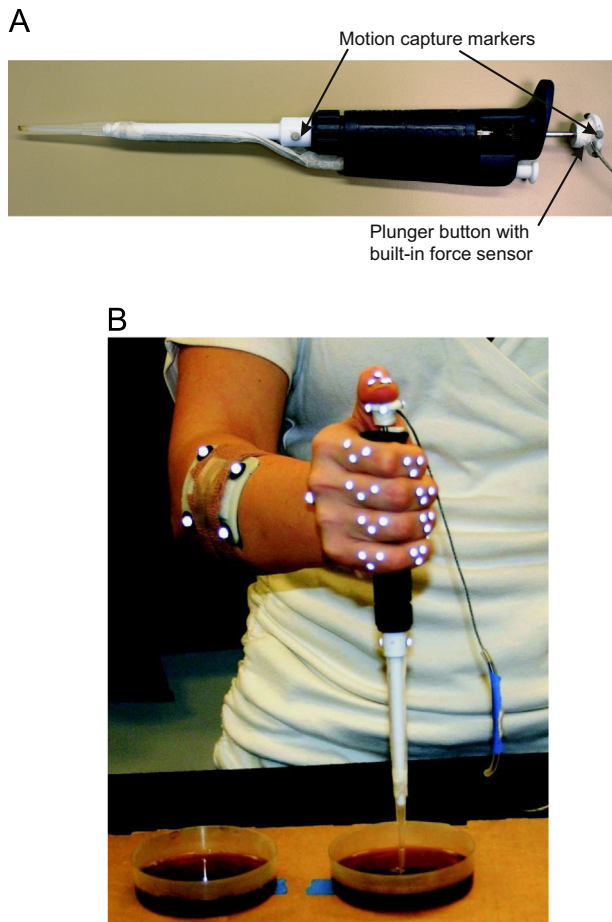 A
Motion capture markers
Plunger button with
built-in force sensor
B